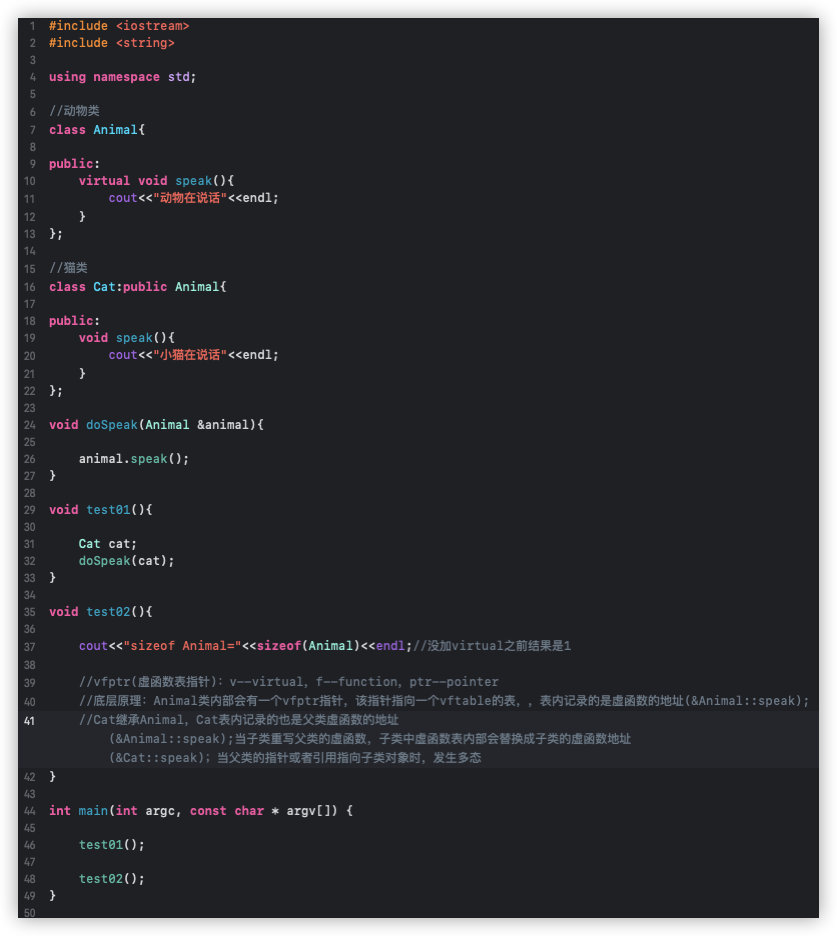 1 #include <iostream>
2 #include <string>
3
4 using namespace std;
5
6 //动物类
7 class Animal{
8
9 public:
10     virtual void speak(){
11         cout<<"动物在说话"<<endl;
12     }
13 };
14
15 //猫类
16 class Cat:public Animal{
17
18 public:
19     void speak(){
20         cout<<"小猫在说话"<<endl;
21     }
22 };
23
24 void doSpeak(Animal &animal){
25
26     animal.speak();
27 }
28
29 void test01(){
30
31     Cat cat;
32     doSpeak(cat);
33 }
34
35 void test02(){
36
37     cout<<"sizeof Animal="<<sizeof(Animal)<<endl;//没加virtual之前结果是1
38
39     //vfptr(虚函数表指针)：v--virtual, f--function, ptr--pointer
40     //底层原理：Animal类内部会有一个vfptr指针，该指针指向一个vftable的表，，表内记录的是虚函数的地址(&Animal::speak);
41     //Cat继承Animal，Cat表内记录的也是父类虚函数的地址
        (&Animal::speak);当子类重写父类的虚函数，子类中虚函数表内部会替换成子类的虚函数地址
        (&Cat::speak)；当父类的指针或者引用指向子类对象时，发生多态
42 }
43
44 int main(int argc, const char * argv[]) {
45
46     test01();
47
48     test02();
49 }
50